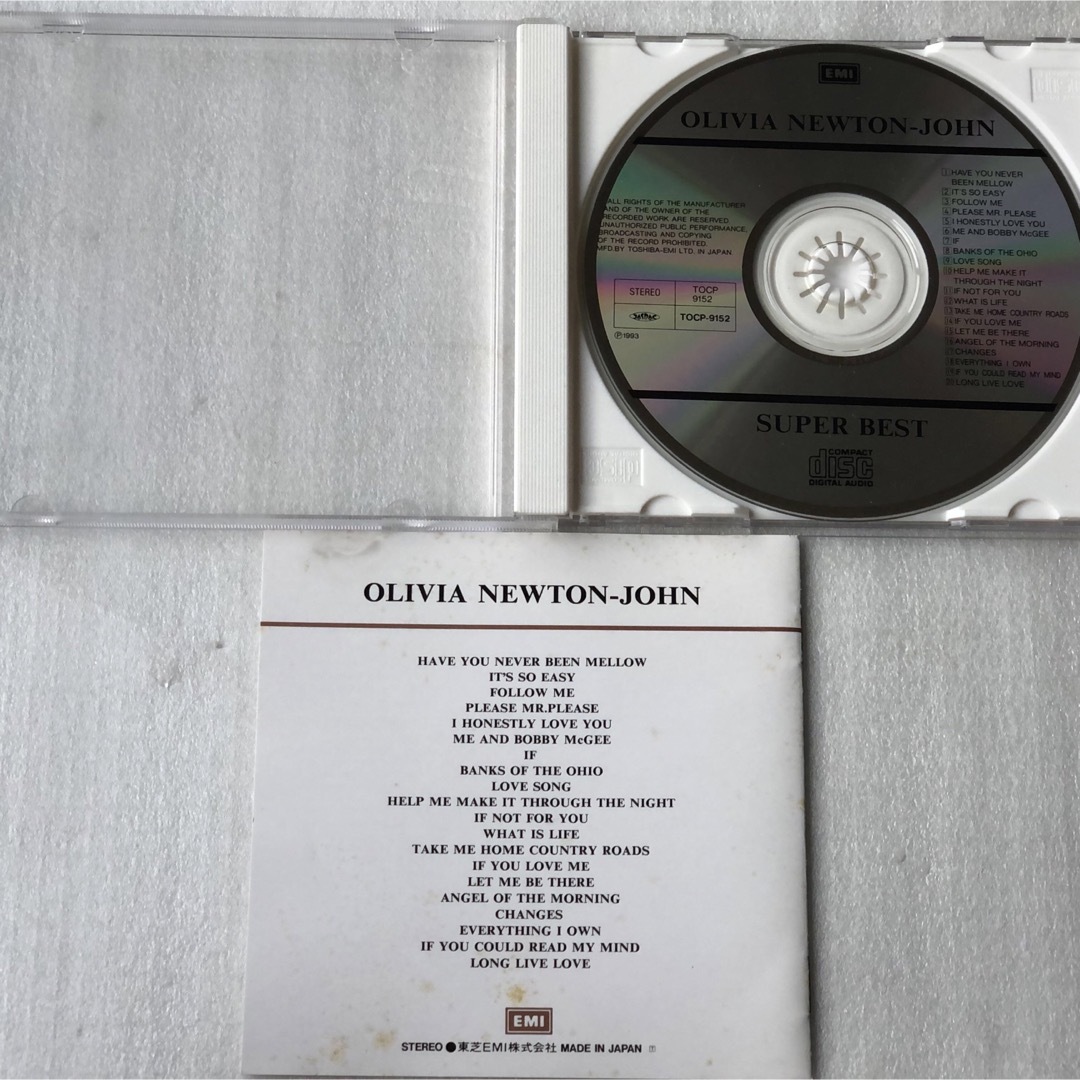 EMI
OLIVIA NEWTON-JOHN
ALL RIGHTS OF THE MANUFACTURER
AND OF THE OWNER OF THE
RECORDED WORK ARE RESERVED.
UNAUTHORIZED PUBLIC PERFORMANCE,
BROADCASTING AND COPYING
OF THE RECORD PROHIBITED.
MFD.BY TOSHIBA-EMI LTD. IN JAPAN.
STEREO
TOCP
9152
TOCP-9152
Ⓟ1993
1 HAVE YOU NEVER
BEEN MELLOW
2 IT'S SO EASY
3 FOLLOW ME
4 PLEASE MR. PLEASE
5 I HONESTLY LOVE YOU
6 ME AND BOBBY McGEE
7 IF
8 BANKS OF THE OHIO
9 LOVE SONG
10 HELP ME MAKE IT
THROUGH THE NIGHT
11 IF NOT FOR YOU
12 WHAT IS LIFE
13 TAKE ME HOME COUNTRY ROADS
14 IF YOU LOVE ME
15 LET ME BE THERE
16 ANGEL OF THE MORNING
17 CHANGES
18 EVERYTHING I OWN
19 IF YOU COULD READ MY MIND
20 LONG LIVE LOVE
SUPER BEST
COMPACT
disc
DIGITAL AUDIO
OLIVIA NEWTON-JOHN
HAVE YOU NEVER BEEN MELLOW
IT'S SO EASY
FOLLOW ME
PLEASE MR.PLEASE
I HONESTLY LOVE YOU
ME AND BOBBY McGEE
IF
BANKS OF THE OHIO
LOVE SONG
HELP ME MAKE IT THROUGH THE NIGHT
IF NOT FOR YOU
WHAT IS LIFE
TAKE ME HOME COUNTRY ROADS
IF YOU LOVE ME
LET ME BE THERE
ANGEL OF THE MORNING
CHANGES
EVERYTHING I OWN
IF YOU COULD READ MY MIND
LONG LIVE LOVE
EMI
STEREO ●東芝EMI株式会社 MADE IN JAPAN